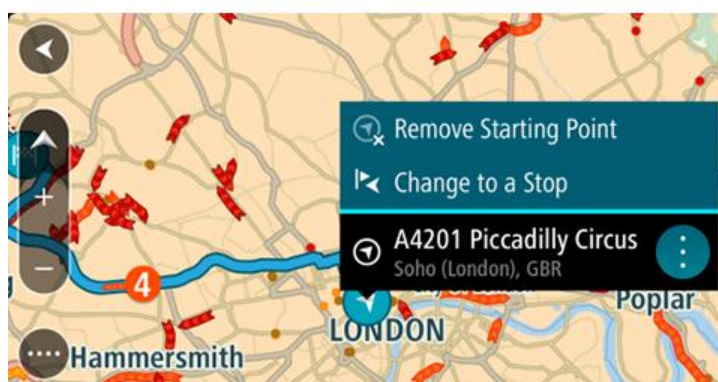 Remove Starting Point
Change to a Stop
A4201 Piccadilly Circus
Soho (London), GBR
4
Poplar
LONDON
Hammersmith